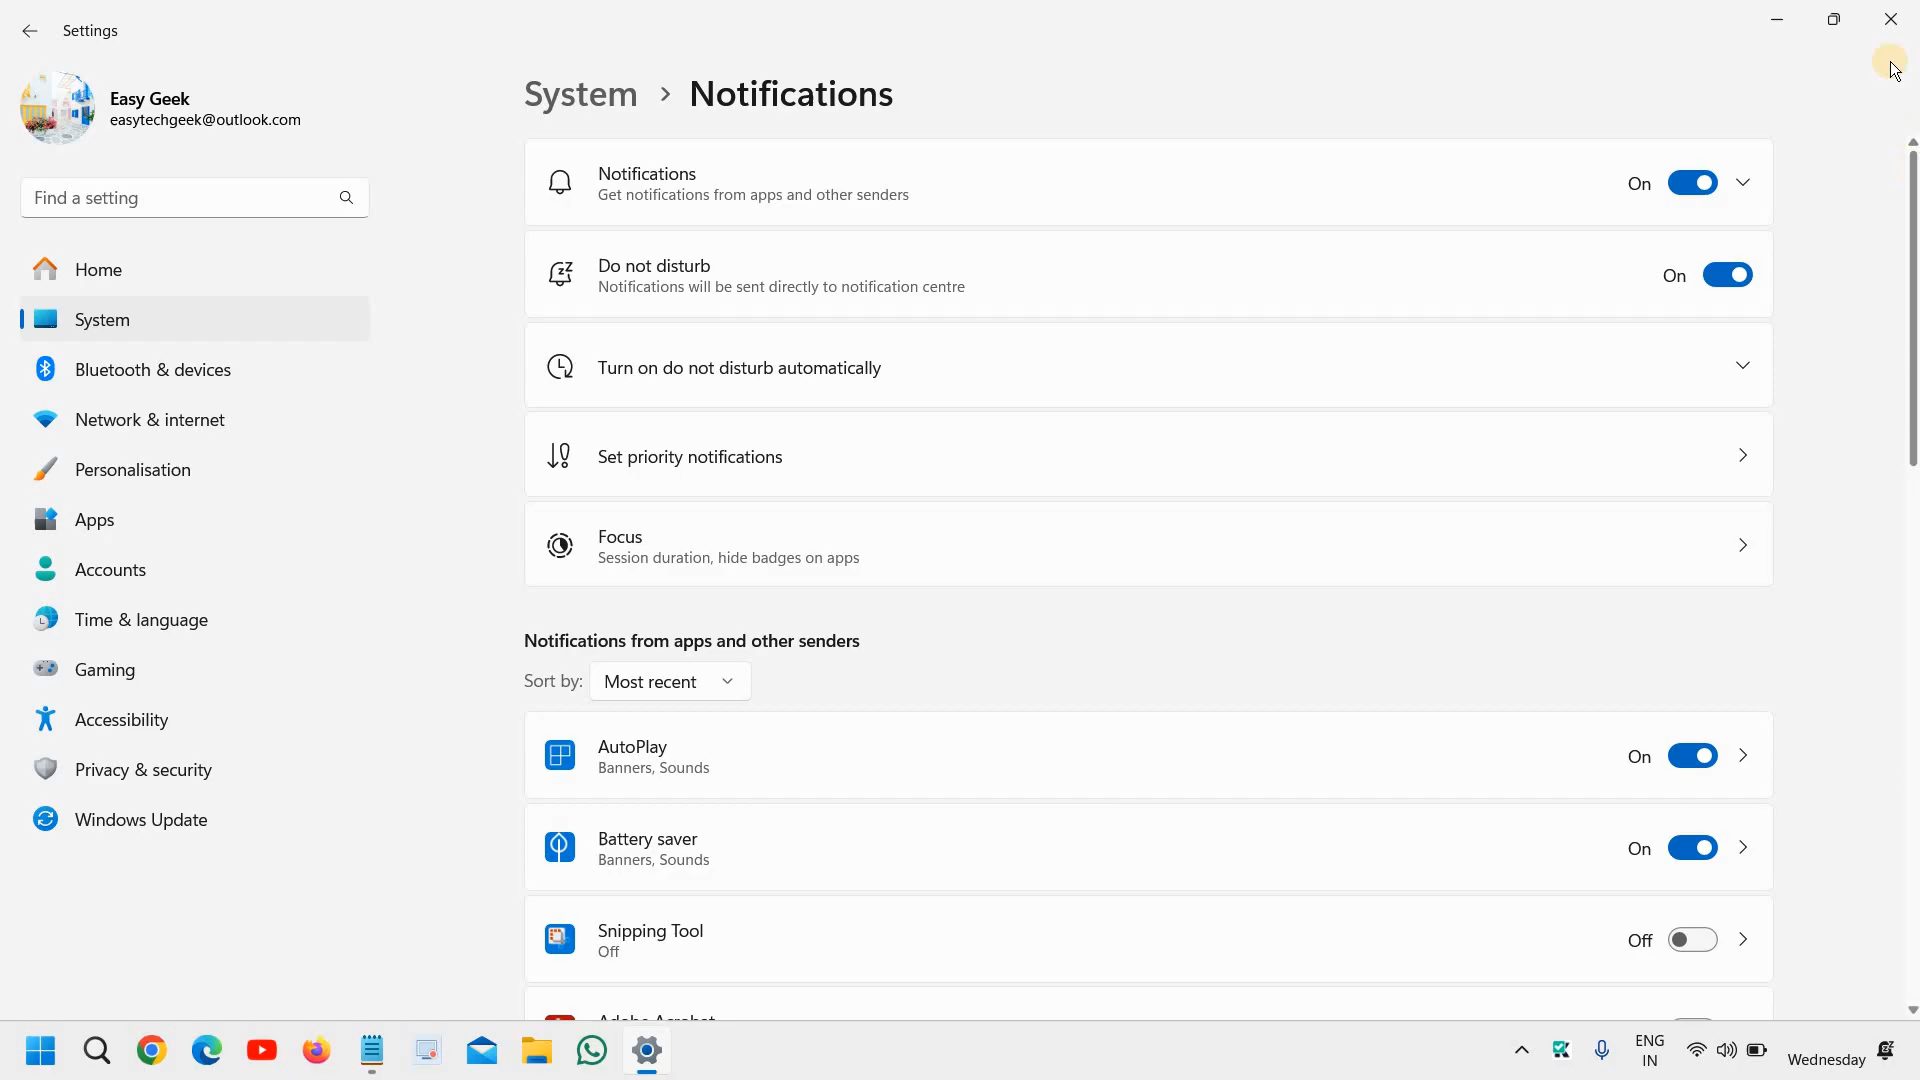 Settings
Easy Geek
easytechgeek@outlook.com
Find a setting
Home
System
Bluetooth & devices
Network & internet
Personalisation
Apps
Accounts
Time & language
Gaming
Accessibility
Privacy & security
Windows Update
System > Notifications
Notifications
Get notifications from apps and other senders
On
Do not disturb
Notifications will be sent directly to notification centre
On
Turn on do not disturb automatically
Set priority notifications
Focus
Session duration, hide badges on apps
Notifications from apps and other senders
Sort by: Most recent
AutoPlay
Banners, Sounds
On
Battery saver
Banners, Sounds
On
Snipping Tool
Off
Off
Adobe Acrobat
ENG
IN
Wednesday